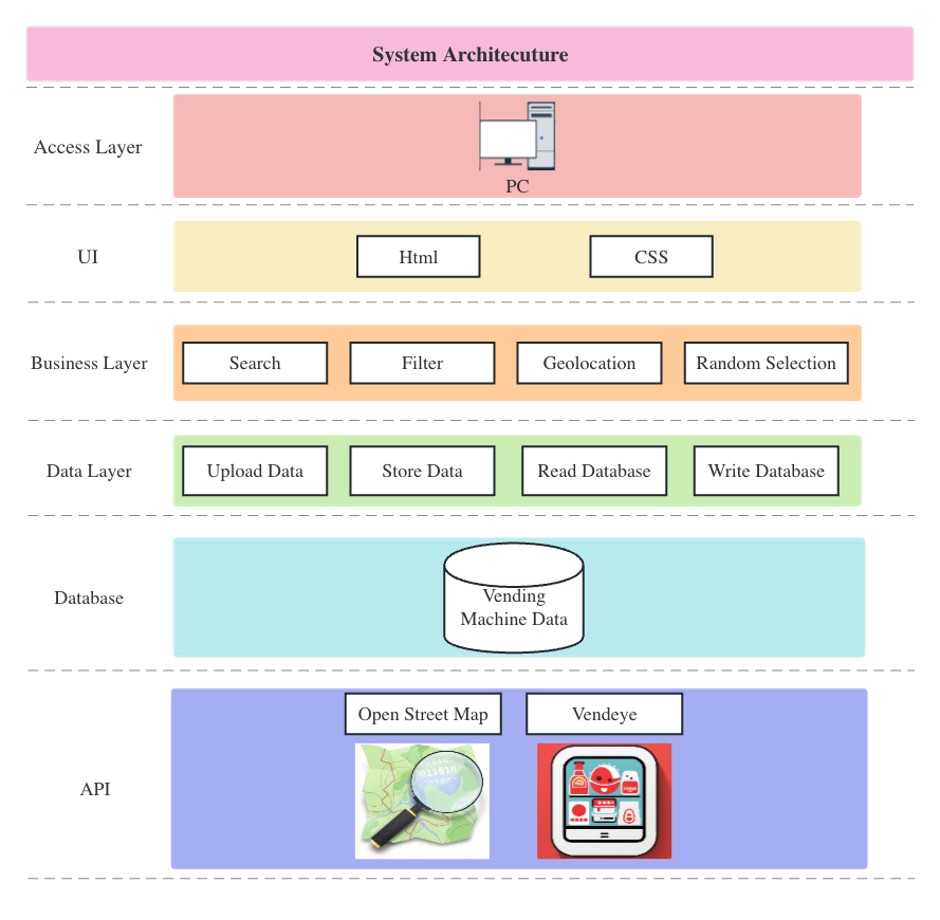 System Architecuture
Access Layer
PC
UI
Html
CSS
Business Layer
Search
Filter
Geolocation
Random Selection
Data Layer
Upload Data
Store Data
Read Database
Write Database
Database
Vending
Machine Data
API
Open Street Map
Vendeye